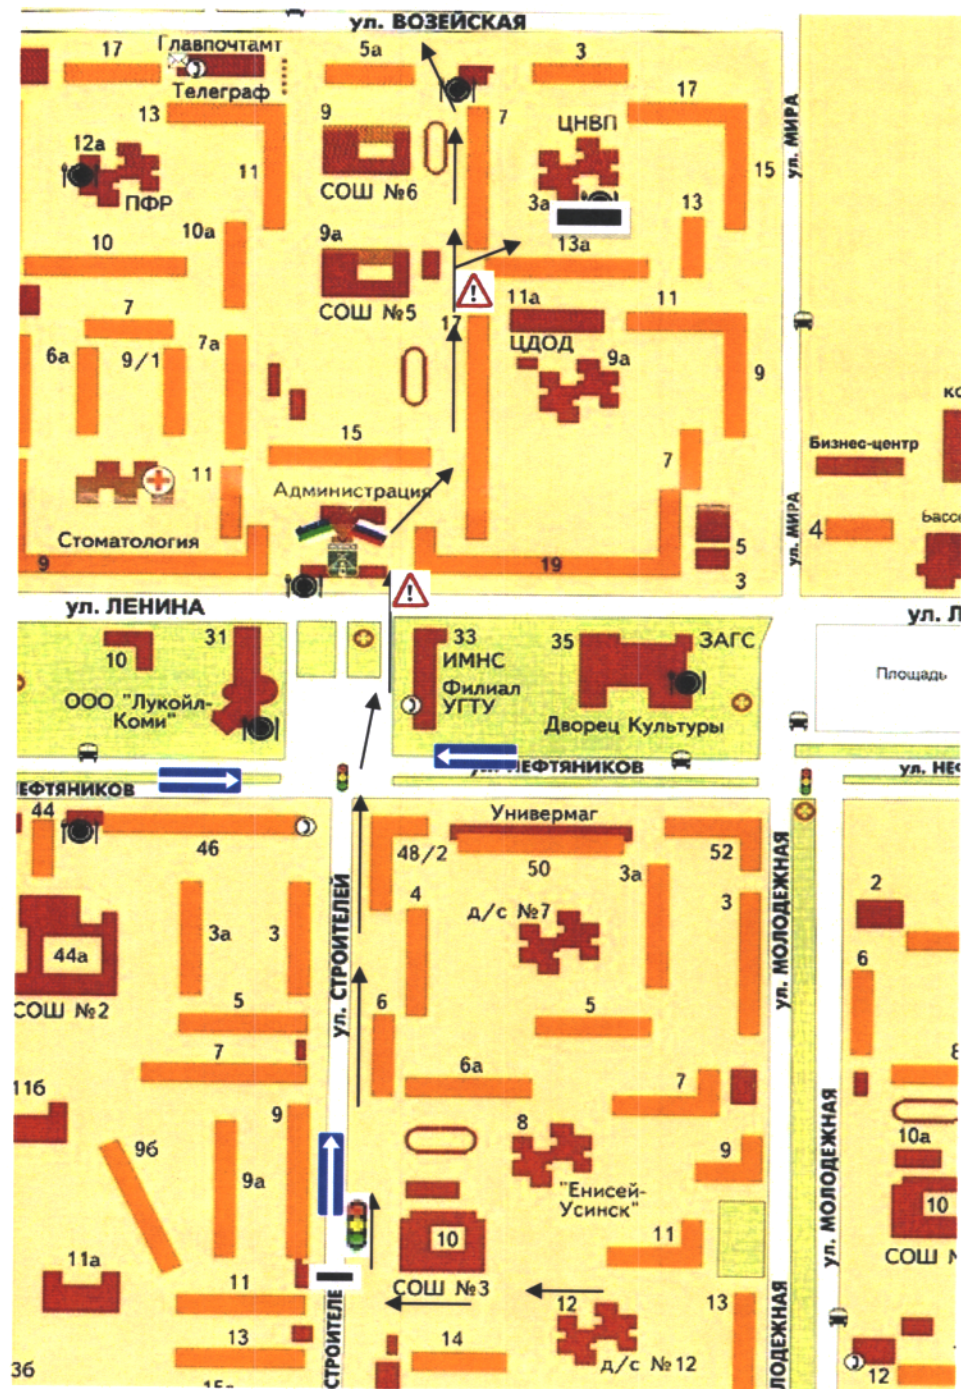 ул. ВОЗЕЙСКАЯ
17
Главпочтамт
5а
3
Телеграф
13
9
7
ЦНВП
17
12а
11
СОШ №6
15
ул. МИРА
ПФР
3а
13
10
10а
9а
13а
7
СОШ №5
11а
11
17
6а
9/1
7а
ЦДОД
9а
9
15
7
Бизнес-центр
11
Администрация
4
ул. МИРА
Стоматология
9
19
5
3
ул. ЛЕНИНА
31
33
35
ЗАГС
10
ИМНС
ООО "Лукойл-
Коми"
Филиал
УГТУ
Площадь
Дворец Культуры
НЕФТЯНИКОВ
ул. НЕФТЯНИКОВ
44
Универмаг
46
48/2
50
52
3а
4
2
3а
3
д/с №7
3
44а
ул. СТРОИТЕЛЕЙ
ул. МОЛОДЕЖНАЯ
6
СОШ №2
5
6
5
7
6а
7
11б
9
8
9
10а
9б
9а
"Енисей-
Усинск"
ул. МОЛОДЕЖНАЯ
10
10
11
11а
СОШ №3
СОШ
11
12
13
13
14
д/с №12
12